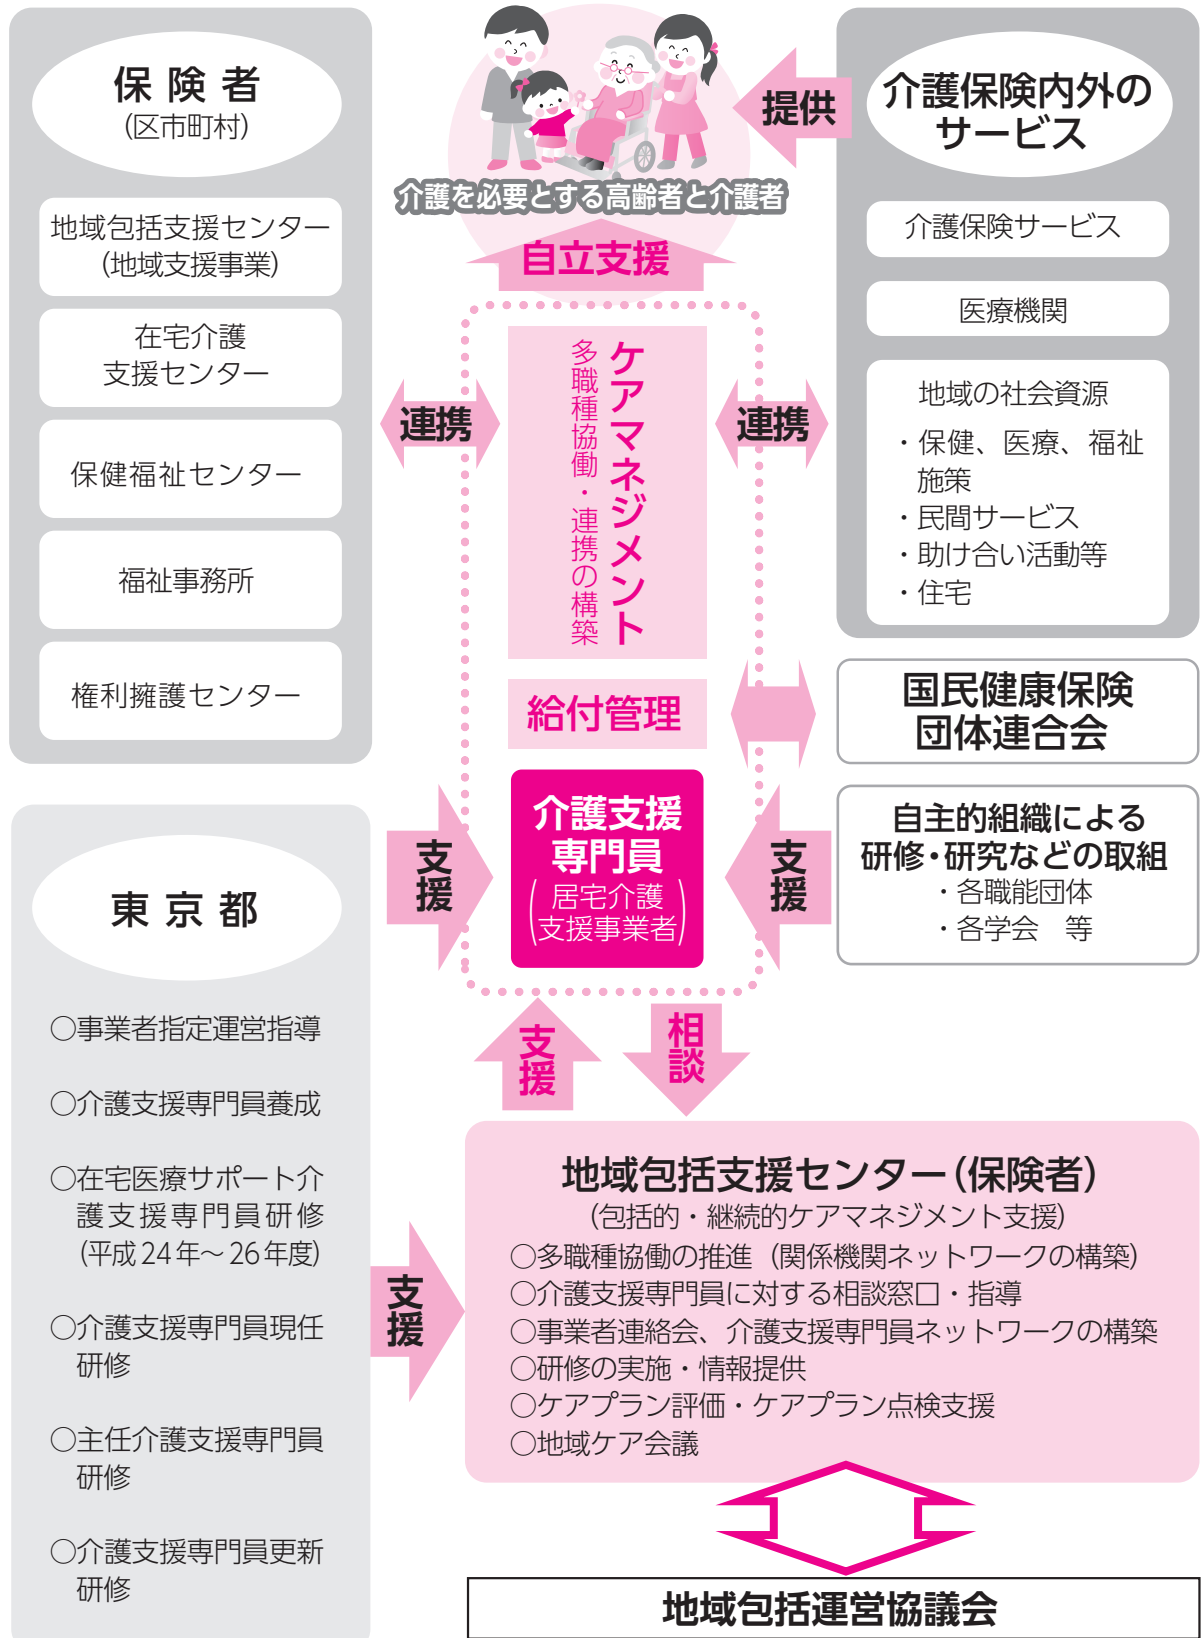 保険者
(区市町村)
地域包括支援センター
(地域支援事業)
在宅介護
支援センター
保健福祉センター
福祉事務所
権利擁護センター
介護を必要とする高齢者と介護者
提供
介護保険内外の
サービス
介護保険サービス
医療機関
地域の社会資源
・保健、医療、福祉
施策
・民間サービス
・助け合い活動等
・住宅
自立支援
連携
ケアマネジメント
多職種協働・連携の構築
連携
給付管理
国民健康保険
団体連合会
支援
介護支援
専門員
(居宅介護
支援事業者)
支援
自主的組織による
研修・研究などの取組
・各職能団体
・各学会　等
東京都
○事業者指定運営指導
○介護支援専門員養成
○在宅医療サポート介
護支援専門員研修
(平成24年～26年度)
○介護支援専門員現任
研修
○主任介護支援専門員
研修
○介護支援専門員更新
研修
支援
相談
支援
地域包括支援センター(保険者)
(包括的・継続的ケアマネジメント支援)
○多職種協働の推進（関係機関ネットワークの構築）
○介護支援専門員に対する相談窓口・指導
○事業者連絡会、介護支援専門員ネットワークの構築
○研修の実施・情報提供
○ケアプラン評価・ケアプラン点検支援
○地域ケア会議
地域包括運営協議会